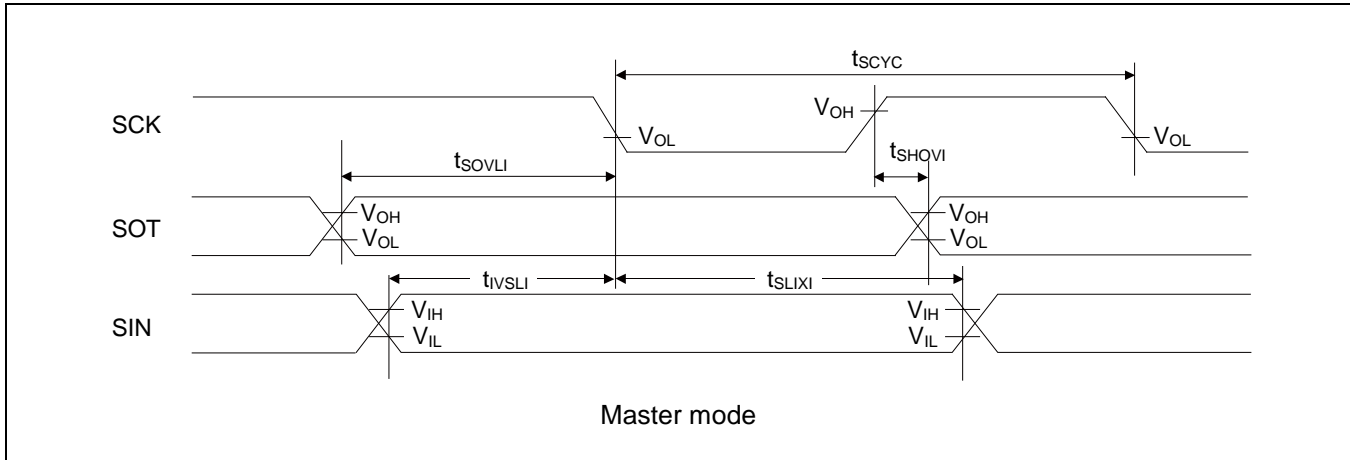 tSCYC
SCK
VOH
VOL
VOL
tSHOVI
tSOVLI
SOT
VOH
VOL
VOH
VOL
tIVSLI
tSLIXI
SIN
VIH
VIL
VIH
VIL
Master mode